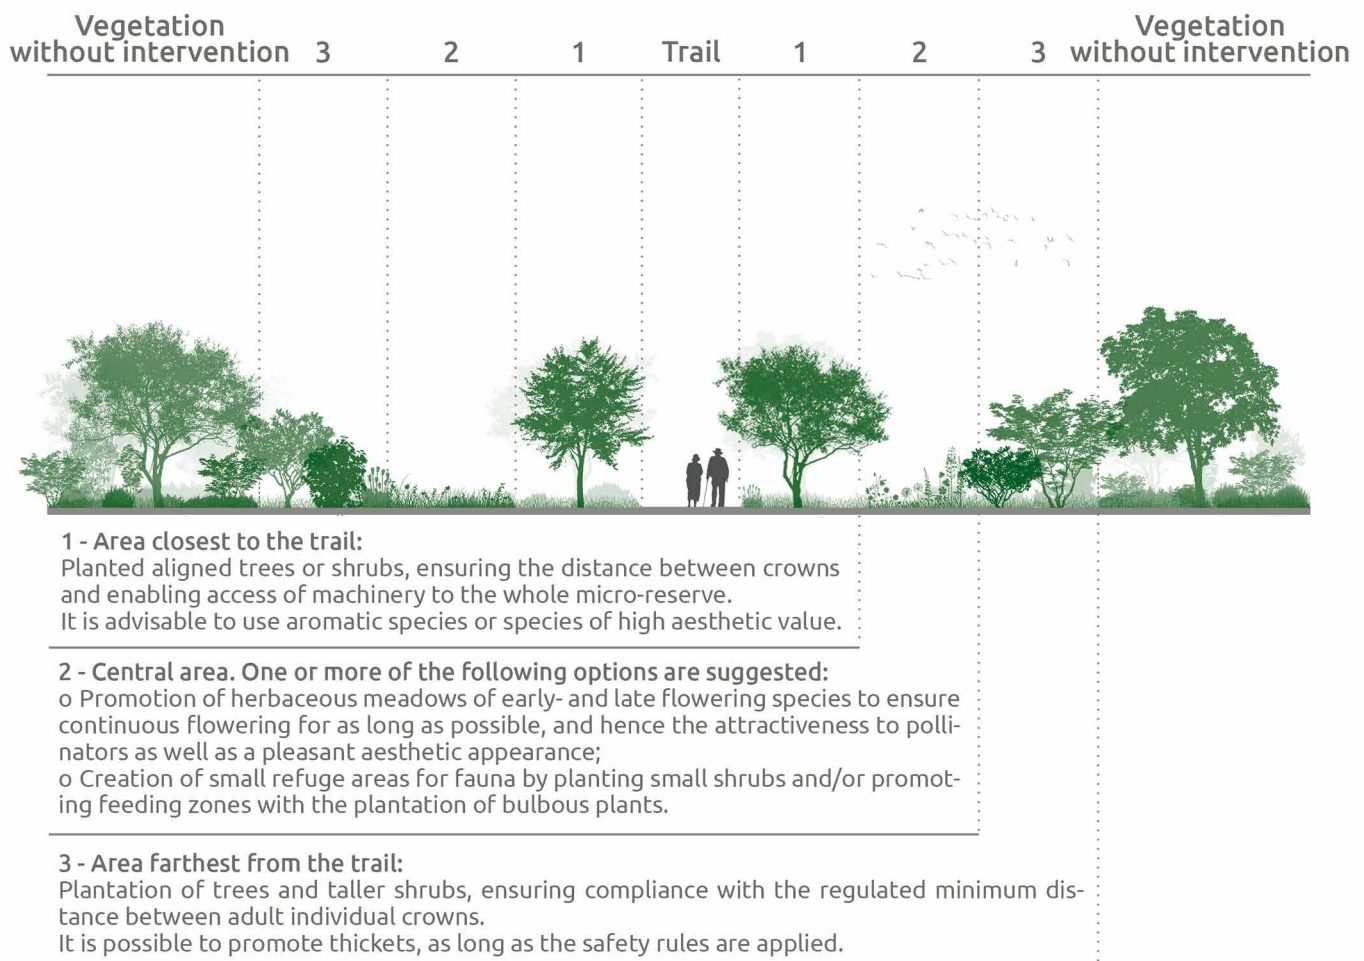 Vegetation
without intervention 3 2 1 Trail 1 2 3 Vegetation
without intervention
1 - Area closest to the trail:
Planted aligned trees or shrubs, ensuring the distance between crowns
and enabling access of machinery to the whole micro-reserve.
It is advisable to use aromatic species or species of high aesthetic value.
2 - Central area. One or more of the following options are suggested:
o Promotion of herbaceous meadows of early- and late flowering species to ensure
continuous flowering for as long as possible, and hence the attractiveness to polli-
nators as well as a pleasant aesthetic appearance;
o Creation of small refuge areas for fauna by planting small shrubs and/or promot-
ing feeding zones with the plantation of bulbous plants.
3 - Area farthest from the trail:
Plantation of trees and taller shrubs, ensuring compliance with the regulated minimum dis-
tance between adult individual crowns.
It is possible to promote thickets, as long as the safety rules are applied.